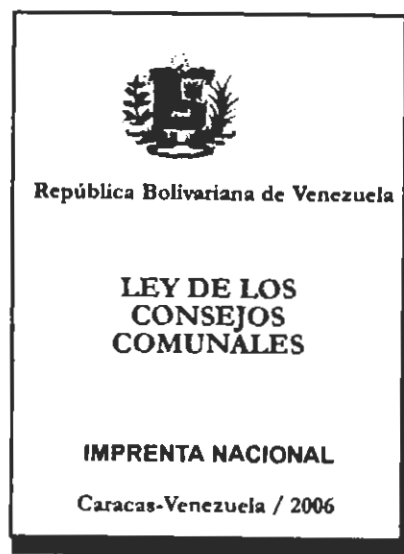 República Bolivariana de Venezuela
LEY DE LOS
CONSEJOS
COMUNALES
IMPRENTA NACIONAL
Caracas-Venezuela / 2006